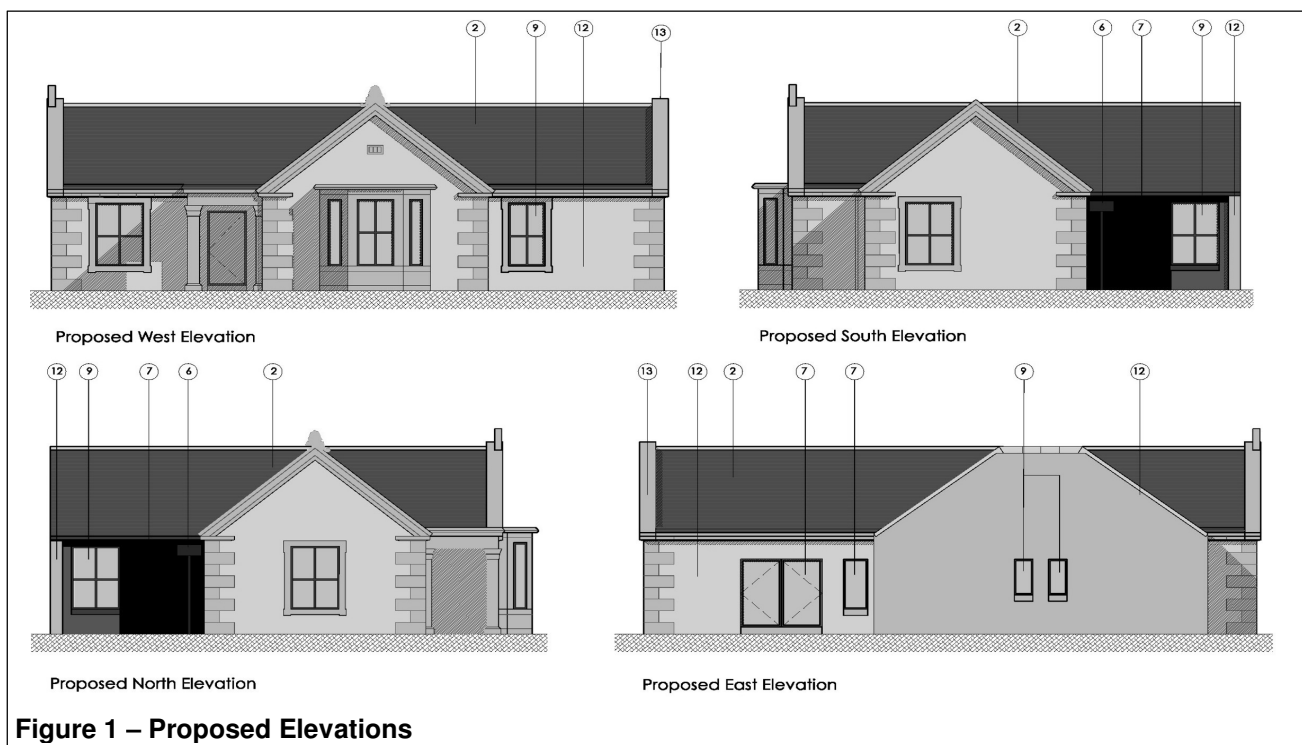 2 9 12 13
2 6 7 9 12
Proposed West Elevation
Proposed South Elevation
12 9 7 6 2
13 12 2 7 7 9 12
Proposed North Elevation
Proposed East Elevation
Figure 1 – Proposed Elevations